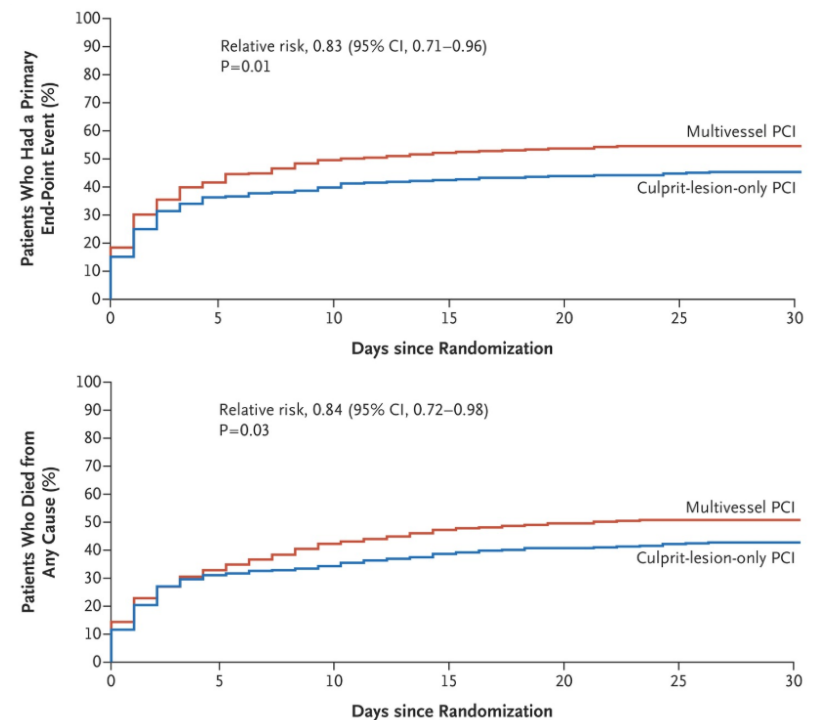 Patients Who Had a Primary
End-Point Event (%)
100
90
80
70
60
50
40
30
20
10
0
Relative risk, 0.83 (95% CI, 0.71–0.96)
P=0.01
Multivessel PCI
Culprit-lesion-only PCI
0 5 10 15 20 25 30
Days since Randomization
Patients Who Died from
Any Cause (%)
100
90
80
70
60
50
40
30
20
10
0
Relative risk, 0.84 (95% CI, 0.72–0.98)
P=0.03
Multivessel PCI
Culprit-lesion-only PCI
0 5 10 15 20 25 30
Days since Randomization